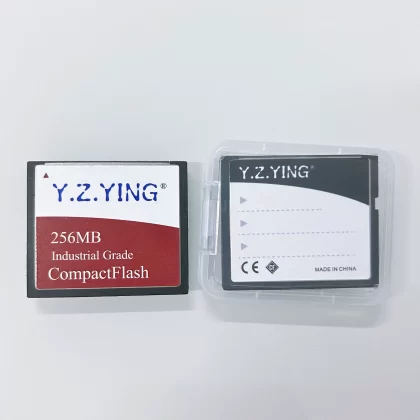 Y.Z.YING®
256MB
Industrial Grade
CompactFlash
Y.Z.YING®
CE
MADE IN CHINA